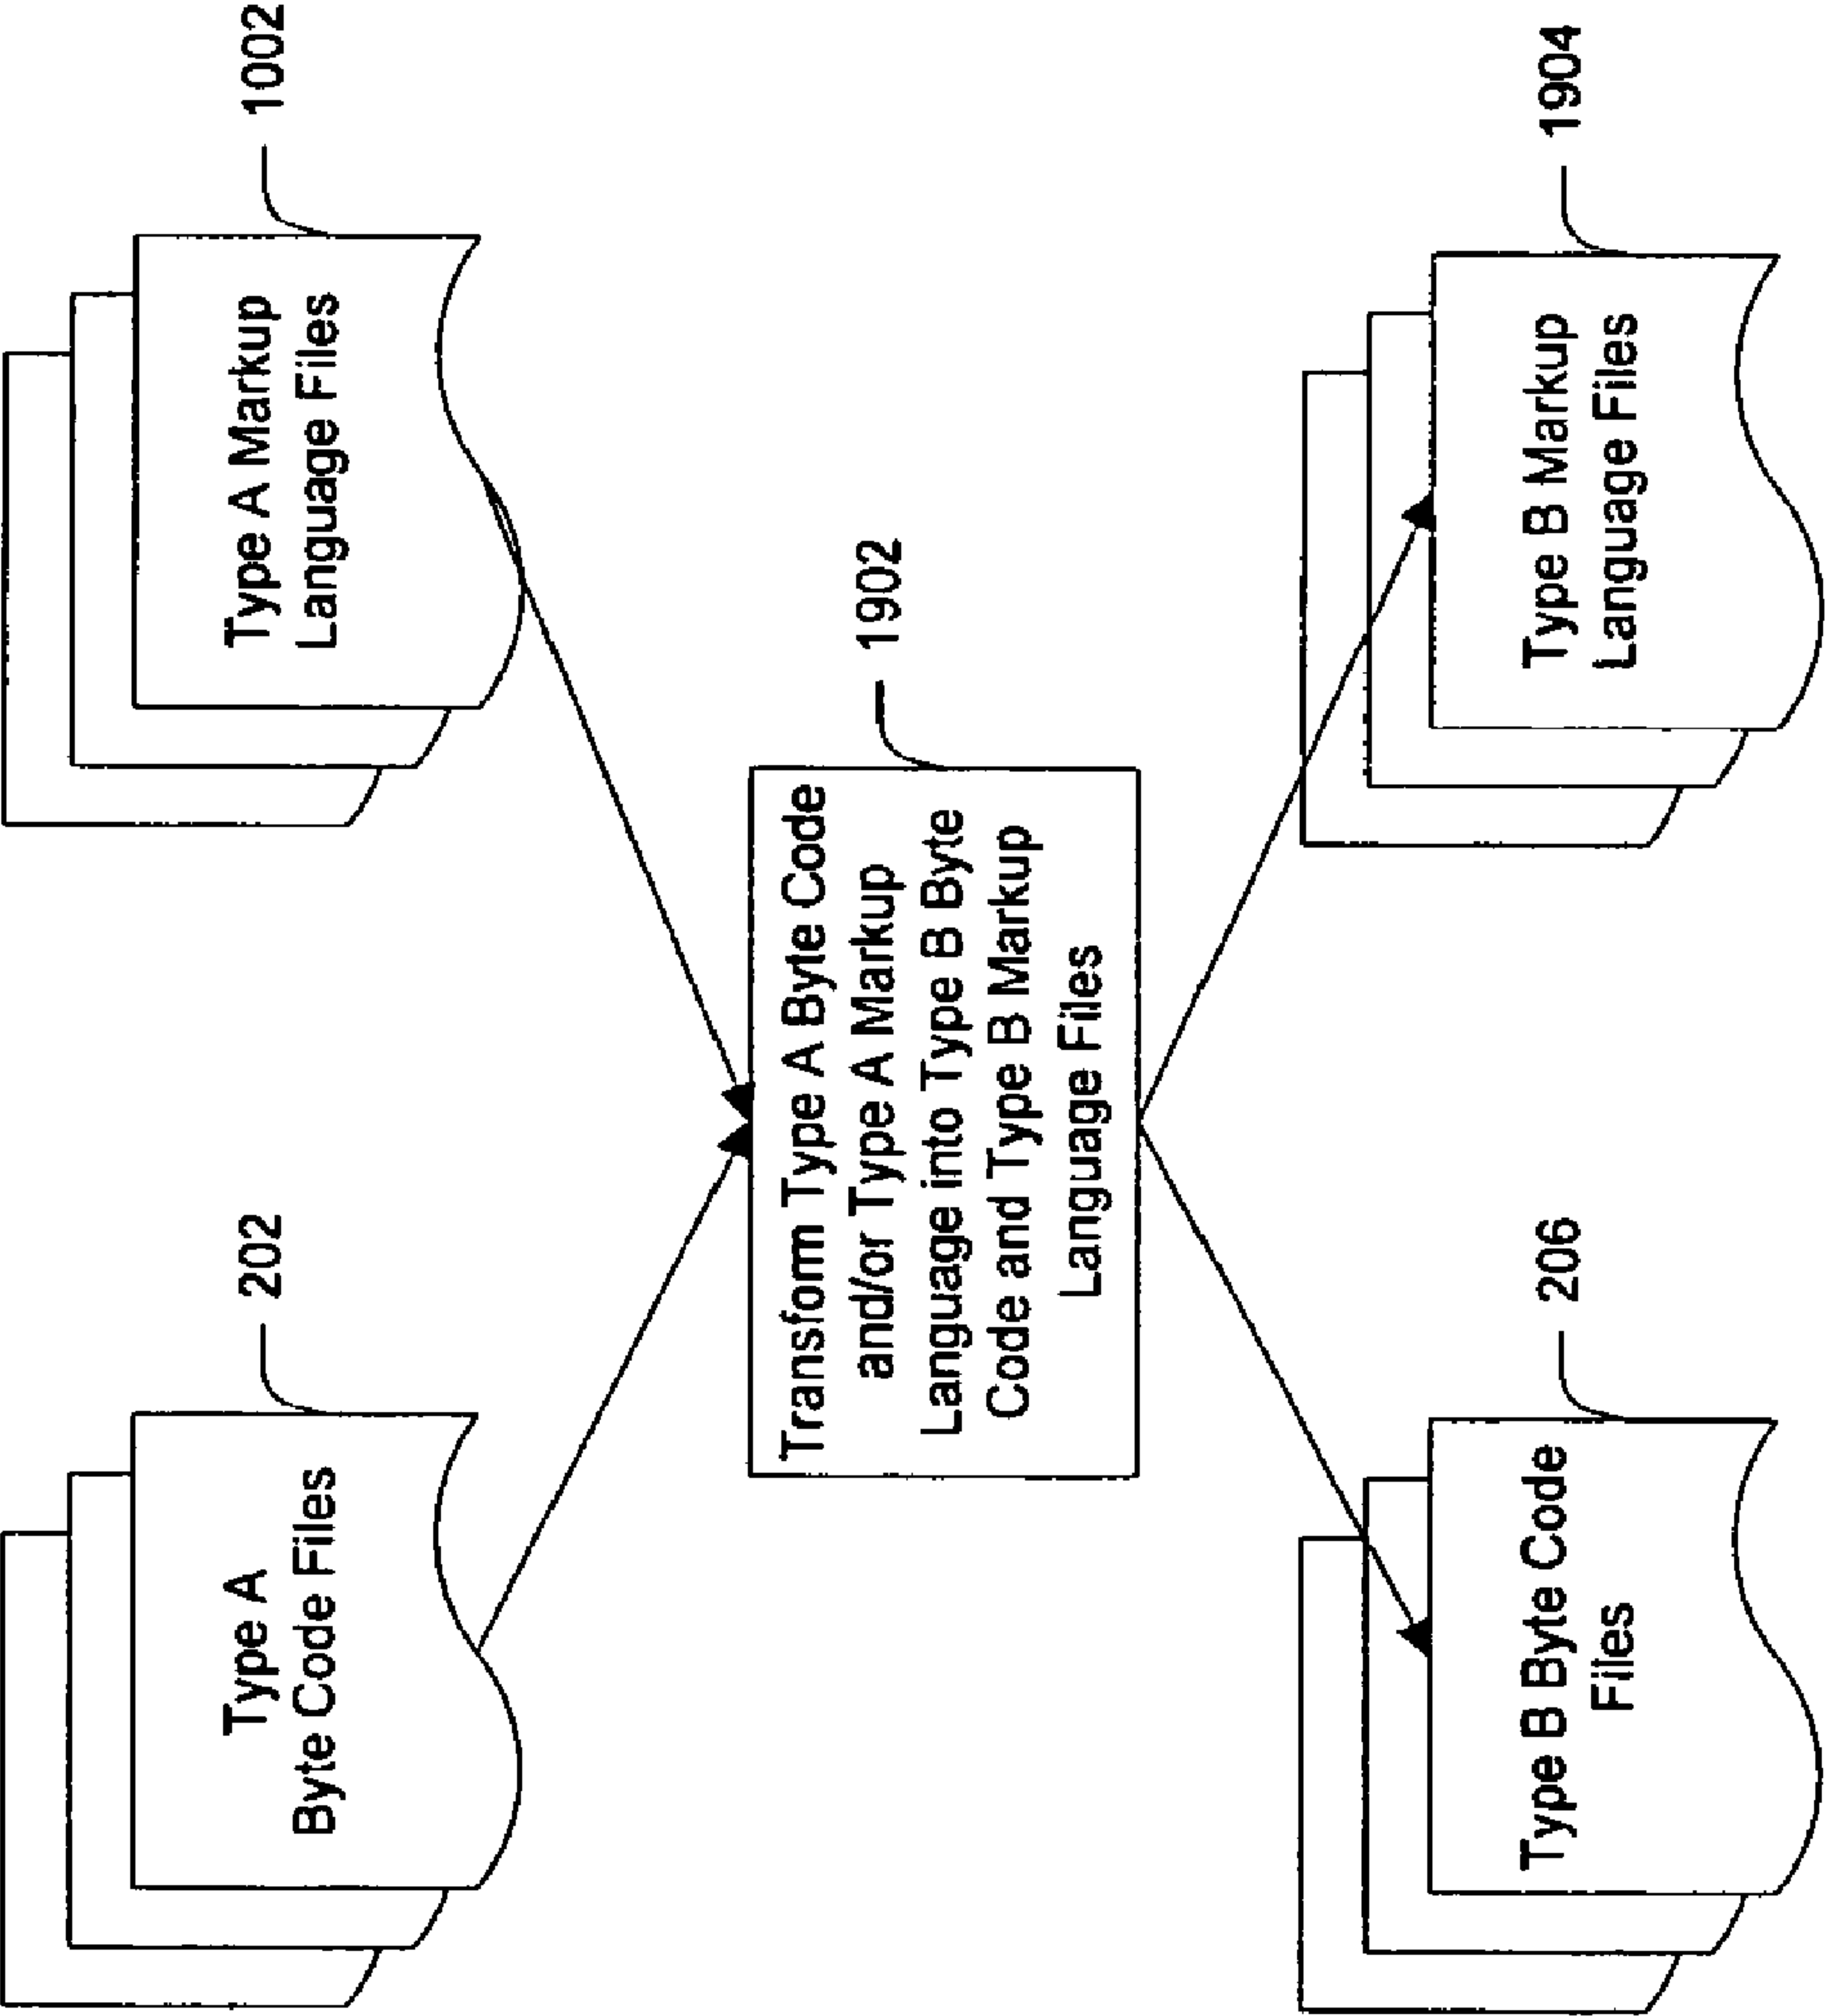 202
Type A
Byte Code Files
1002
Type A Markup
Language Files
1902
Transform Type A Byte Code
and/or Type A Markup
Language into Type B Byte
Code and Type B Markup
Language Files
206
Type B Byte Code
Files
1904
Type B Markup
Language Files